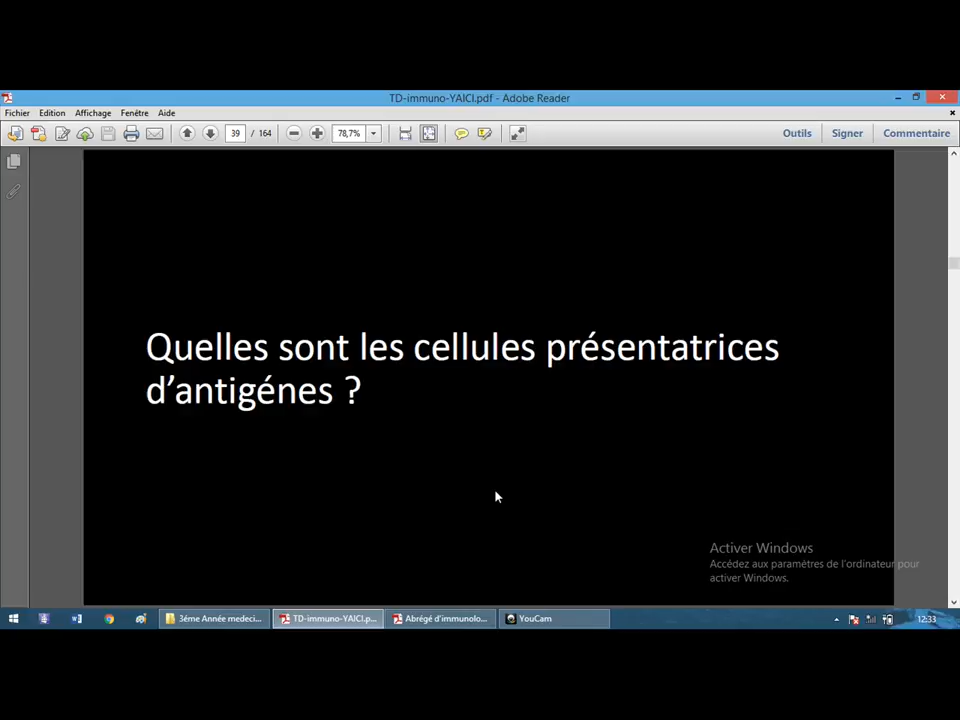 TD-immuno-YAICI.pdf - Adobe Reader
Fichier Edition Affichage Fenêtre Aide
39 / 164 78,7% Outils Signer Commentaire
Quelles sont les cellules présentatrices
d’antigénes ?
Activer Windows
Accédez aux paramètres de l'ordinateur pour
activer Windows.
3éme Année medeci... TD-immuno-YAICI.p... Abrégé d'immunolo... YouCam 12:33